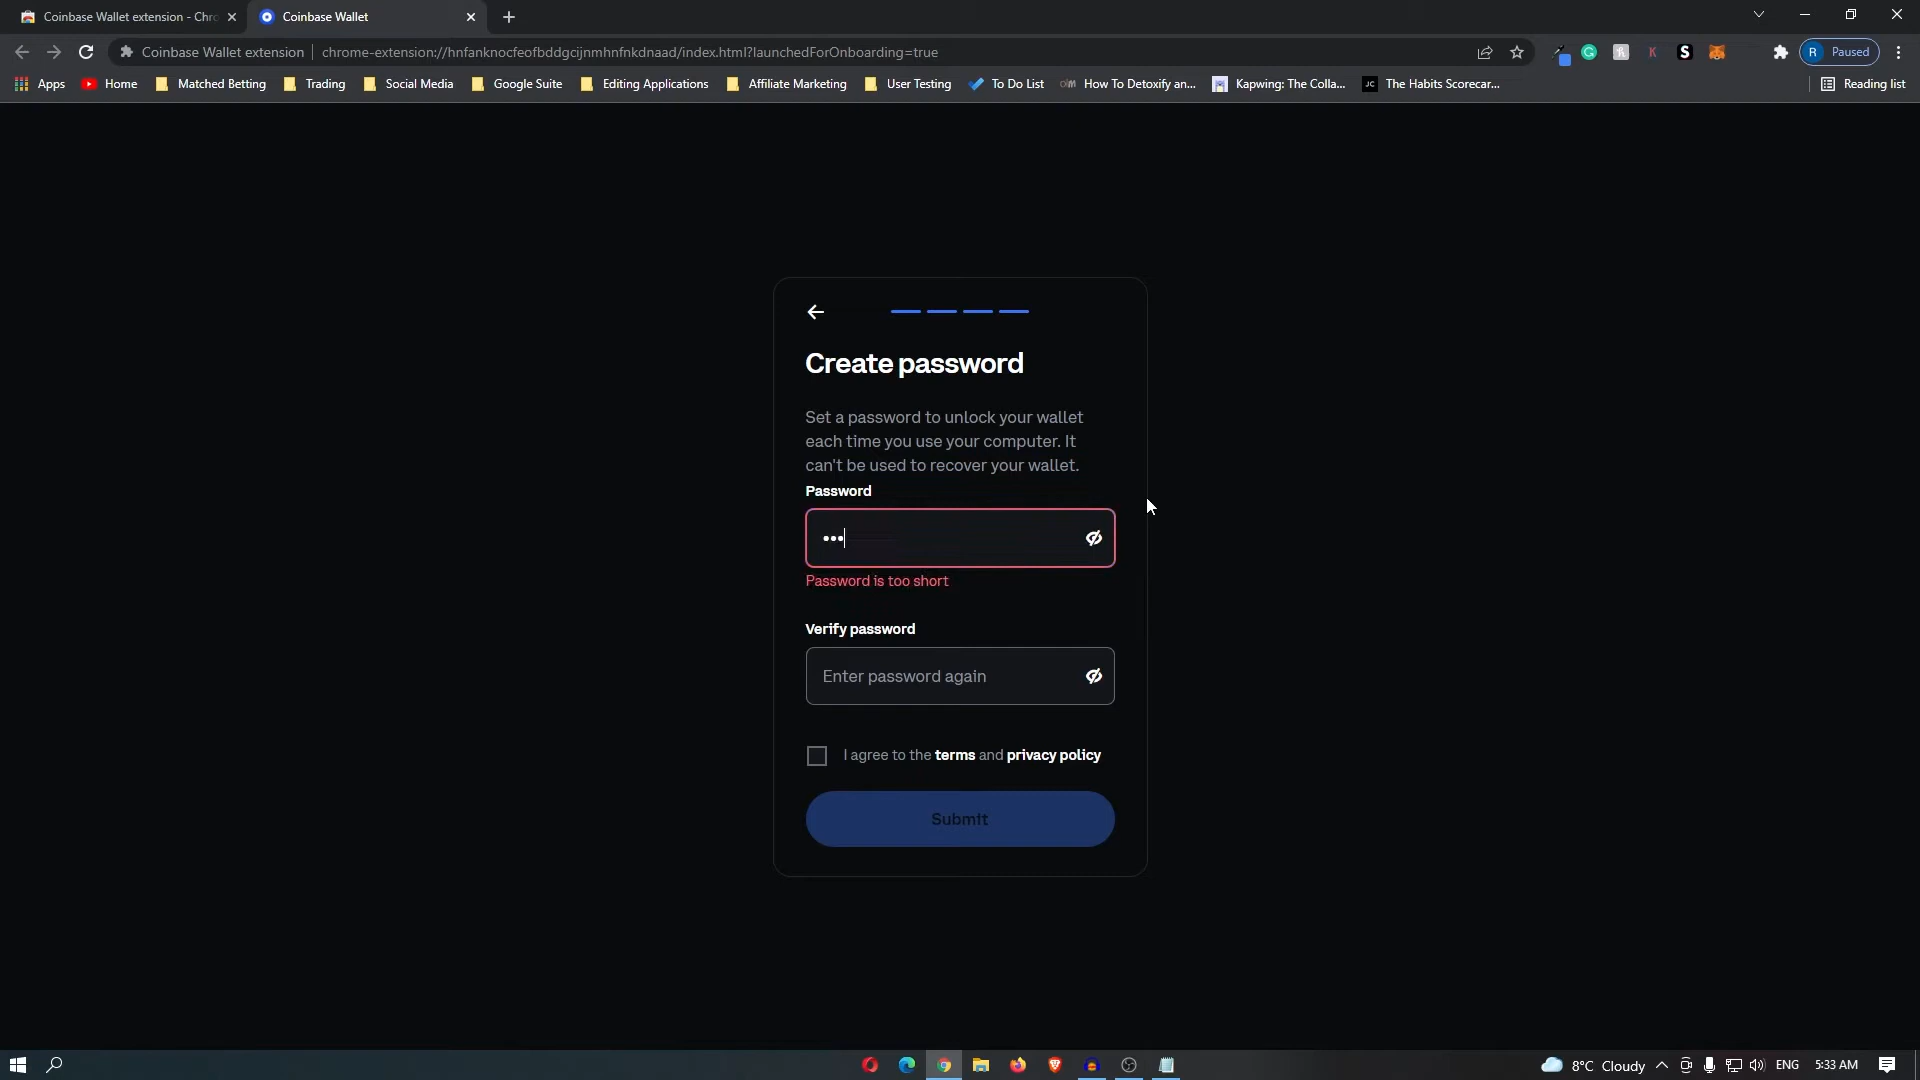 Coinbase Wallet extension - Chro
Coinbase Wallet
Coinbase Wallet extension
chrome-extension://hnfanknocfeofbddgcijnmhnfnkdnaad/index.html?launchedForOnboarding=true
R Paused
Apps
Home
Matched Betting
Trading
Social Media
Google Suite
Editing Applications
Affiliate Marketing
User Testing
To Do List
How To Detoxify an...
Kapwing: The Colla...
JC The Habits Scorecar...
Reading list
Create password
Set a password to unlock your wallet
each time you use your computer. It
can't be used to recover your wallet.
Password
•••
Password is too short
Verify password
Enter password again
I agree to the terms and privacy policy
Submit
8°C Cloudy
ENG
5:33 AM